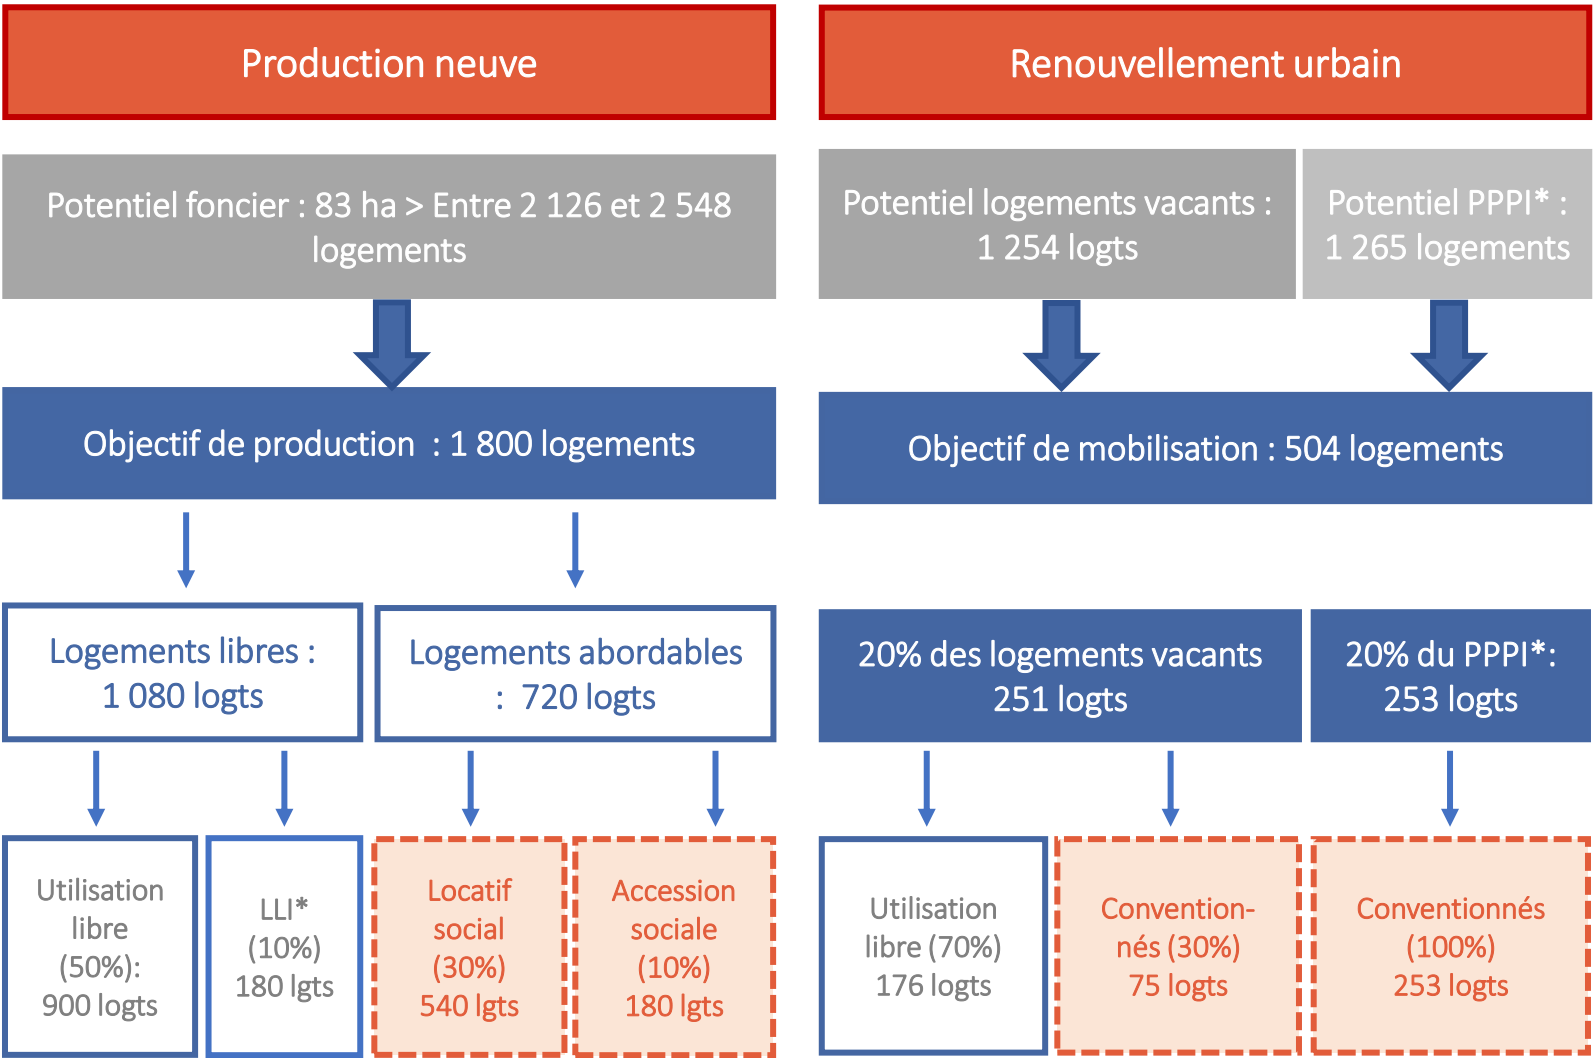 Production neuve
Potentiel foncier : 83 ha > Entre 2 126 et 2 548
logements
Objectif de production : 1 800 logements
Logements libres :
1 080 logts
Logements abordables
: 720 logts
Utilisation
libre
(50%):
900 logts
LLI*
(10%)
180 lgts
Locatif
social
(30%)
540 lgts
Accession
sociale
(10%)
180 lgts
Renouvellement urbain
Potentiel logements vacants :
1 254 logts
Potentiel PPPI* :
1 265 logements
Objectif de mobilisation : 504 logements
20% des logements vacants
251 logts
20% du PPPI*:
253 logts
Utilisation
libre (70%)
176 logts
Convention-
nés (30%)
75 logts
Conventionnés
(100%)
253 logts